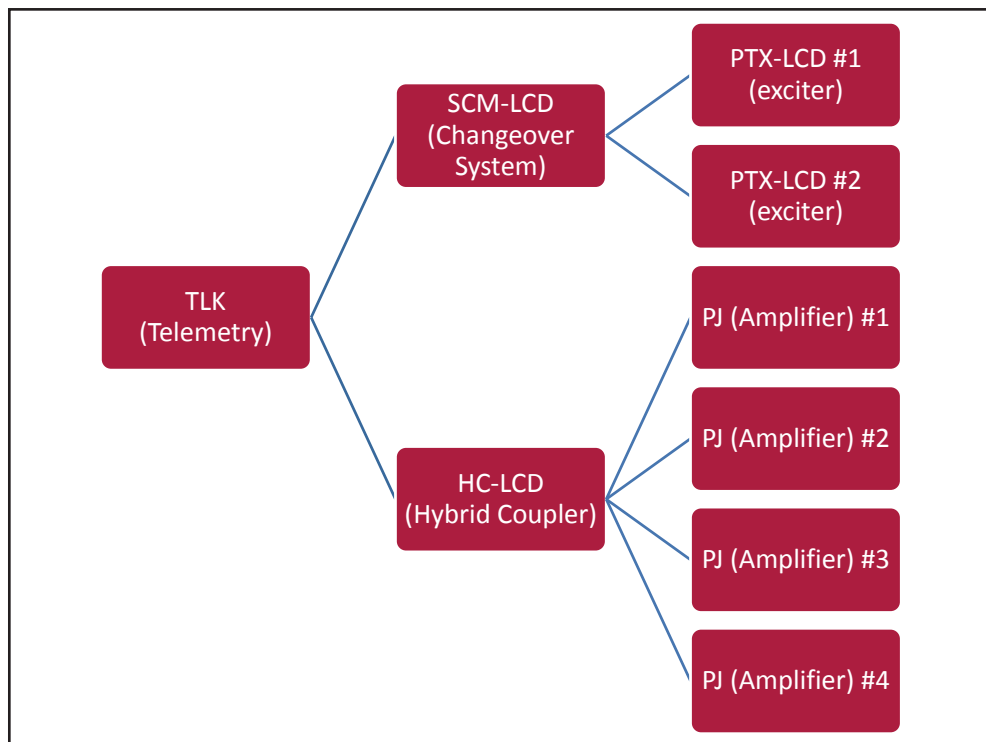 TLK
(Telemetry)
SCM-LCD
(Changeover
System)
PTX-LCD #1
(exciter)
PTX-LCD #2
(exciter)
HC-LCD
(Hybrid Coupler)
PJ (Amplifier) #1
PJ (Amplifier) #2
PJ (Amplifier) #3
PJ (Amplifier) #4